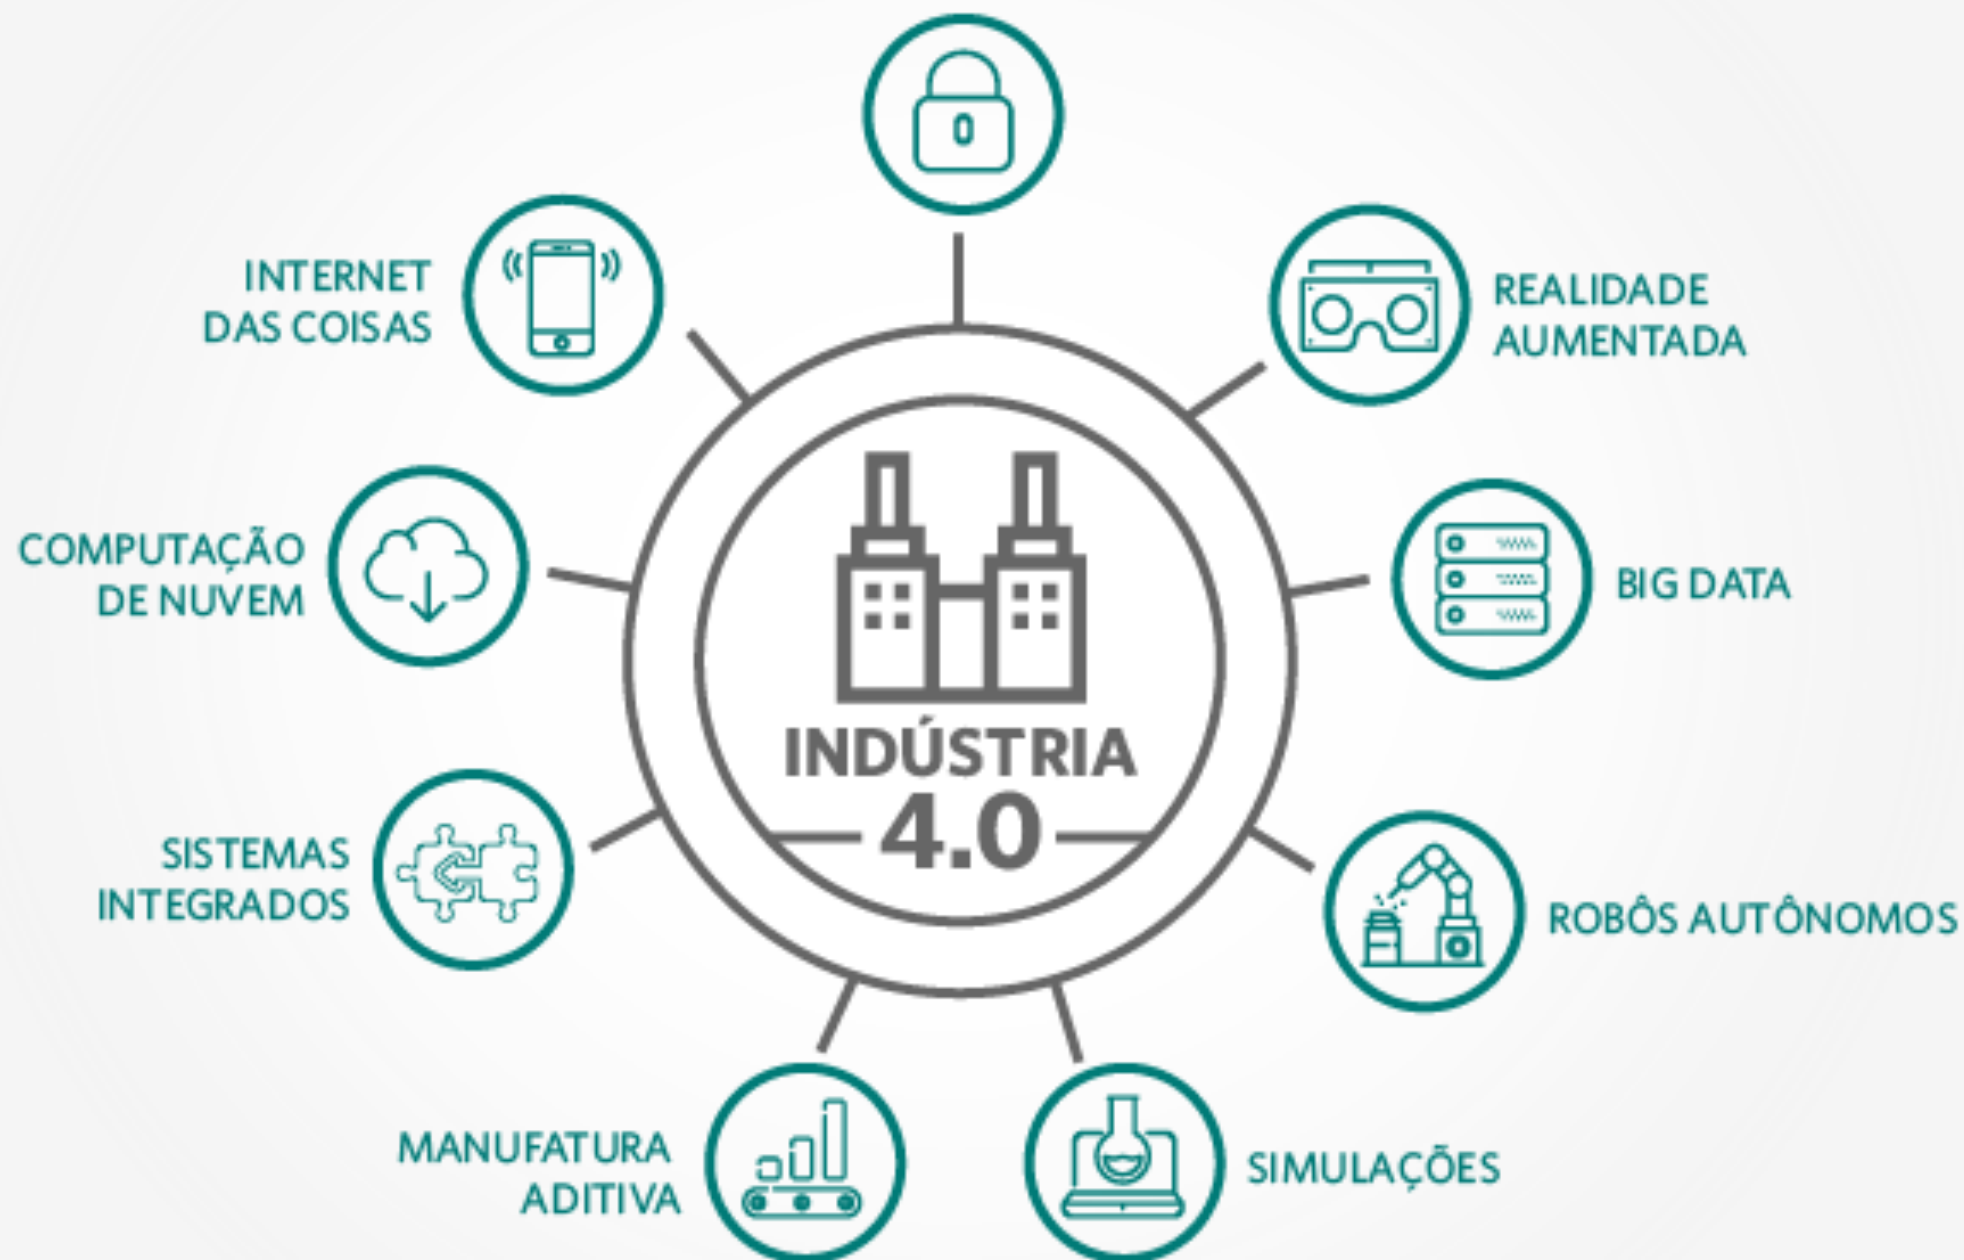 INTERNET
DAS COISAS
REALIDADE
AUMENTADA
COMPUTAÇÃO
DE NUVEM
BIG DATA
INDÚSTRIA
4.0
SISTEMAS
INTEGRADOS
ROBÔS AUTÔNOMOS
MANUFATURA
ADITIVA
SIMULAÇÕES